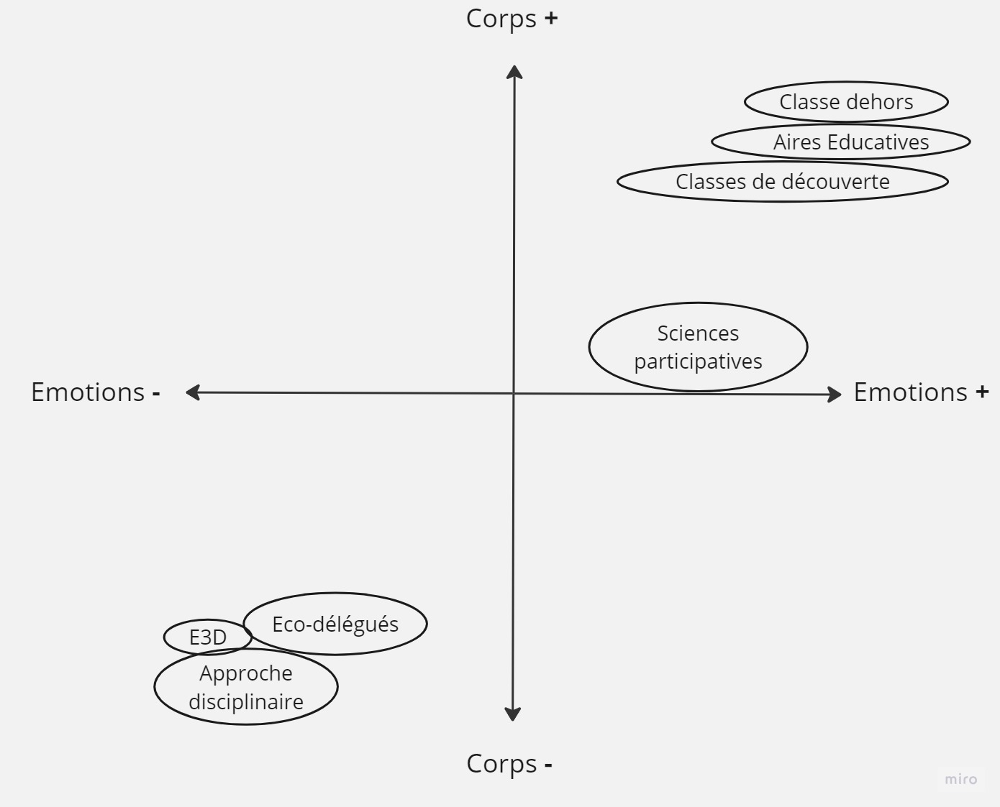 Corps +
Classe dehors
Aires Educatives
Classes de découverte
Sciences
participatives
Emotions -
Emotions +
Eco-délégués
E3D
Approche
disciplinaire
Corps -
miro